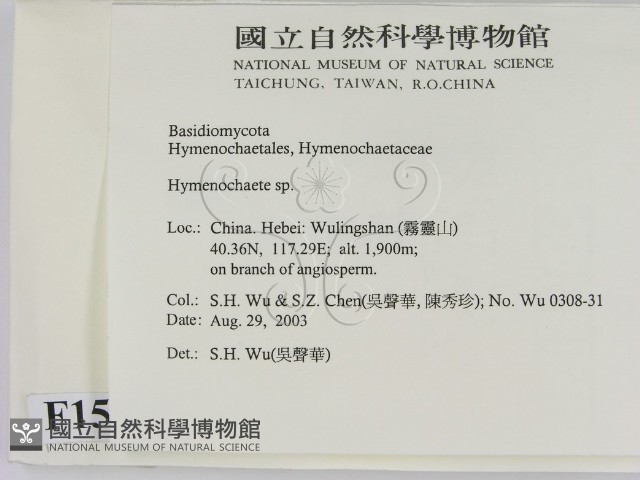 國立自然科學博物館
NATIONAL MUSEUM OF NATURAL SCIENCE
TAICHUNG, TAIWAN, R.O.CHINA
Basidiomycota
Hymenochaetales, Hymenochaetaceae
Hymenochaete sp.
Loc.: China. Hebei: Wulingshan (霧靈山)
40.36N, 117.29E; alt. 1,900m;
on branch of angiosperm.
Col.: S.H. Wu & S.Z. Chen(吳聲華, 陳秀珍); No. Wu 0308-31
Date: Aug. 29, 2003
Det.: S.H. Wu(吳聲華)
F15
國立自然科學博物館
NATIONAL MUSEUM OF NATURAL SCIENCE